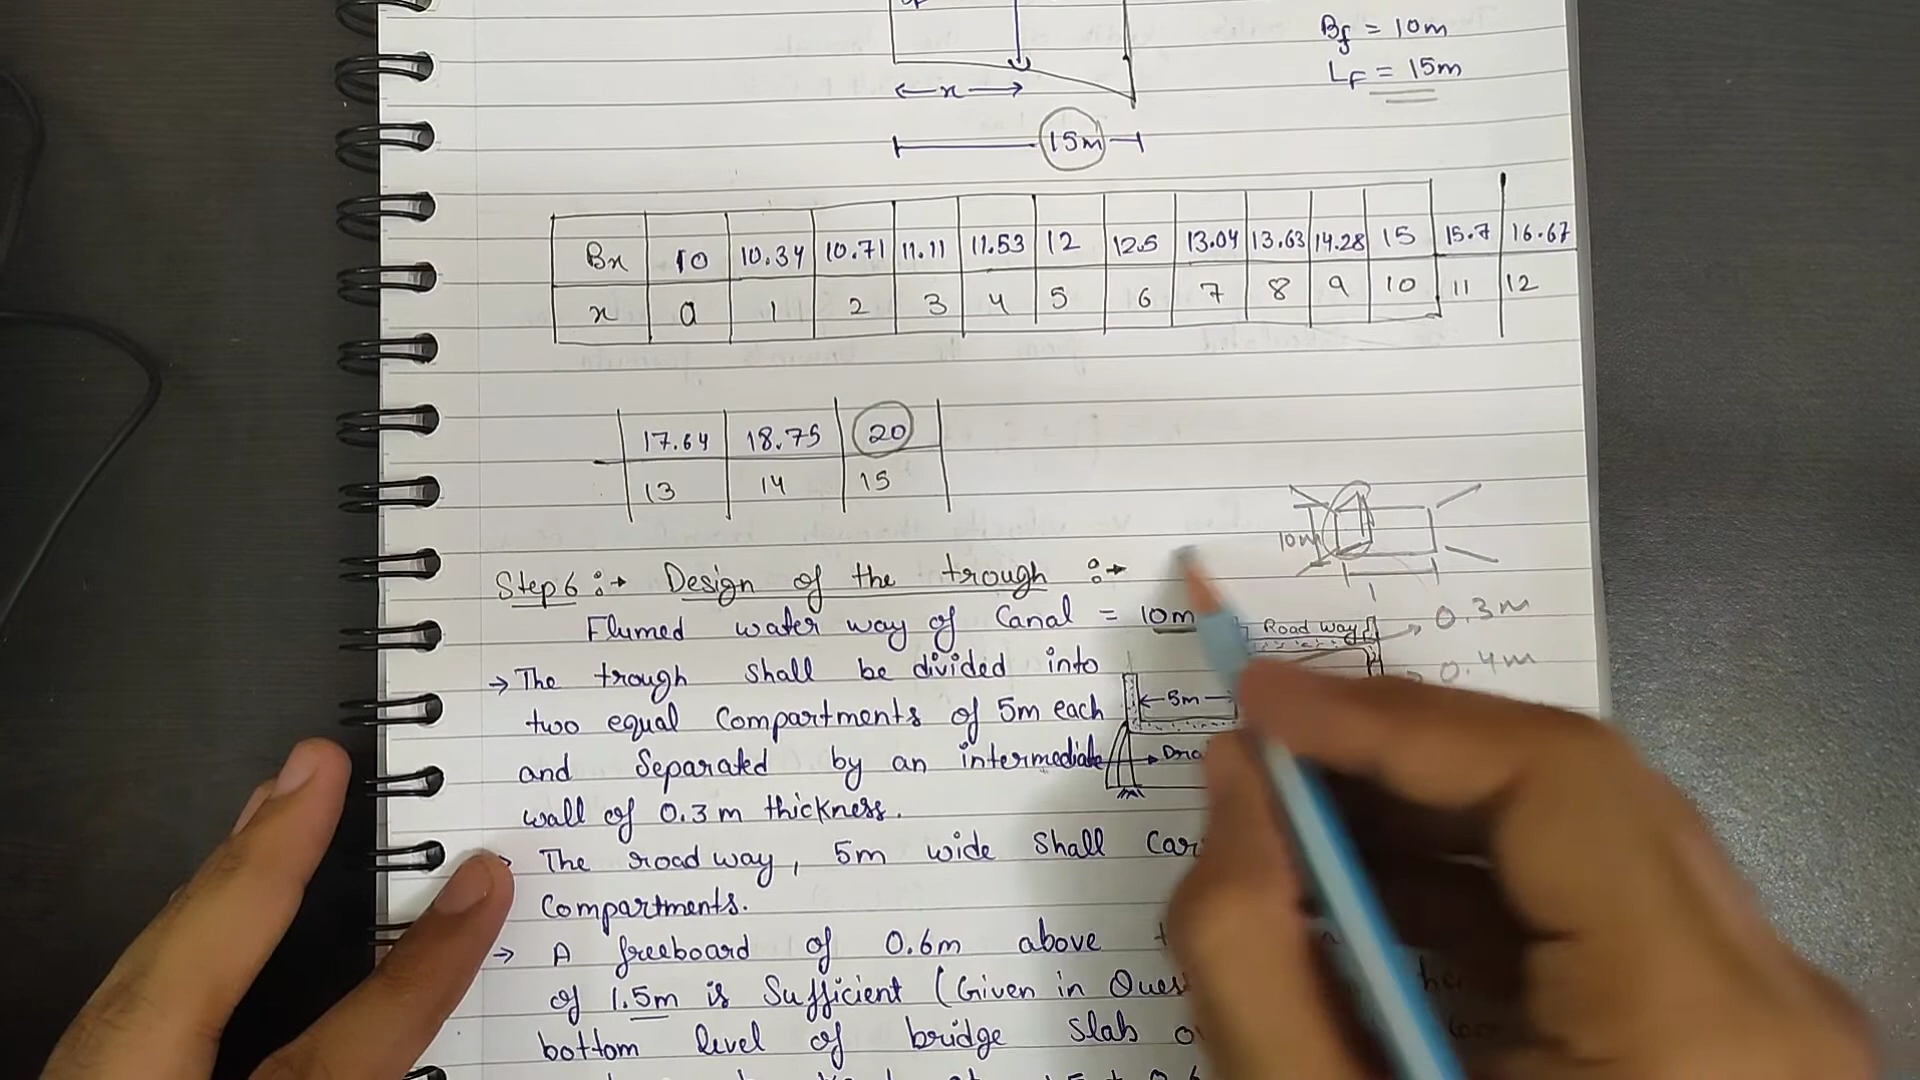 Bf = 10m
LF = 15m
x
15m
Bx 10 10.34 10.71 11.11 11.53 12 12.5 13.04 13.63 14.28 15 15.7 16.67
x 0 1 2 3 4 5 6 7 8 9 10 11 12
17.64 18.75 20
13 14 15
10m
Step 6 :→ Design of the trough :→
Flumed water way of Canal = 10m
Road way
0.3m
0.4m
→ The trough shall be divided into
two equal Compartments of 5m each
5m
and Separated by an intermediate
wall of 0.3 m thickness.
→ The road way, 5m wide shall
Compartments.
→ A freeboard of 0.6m above
of 1.5m is Sufficient (Given in
bottom level of bridge slab